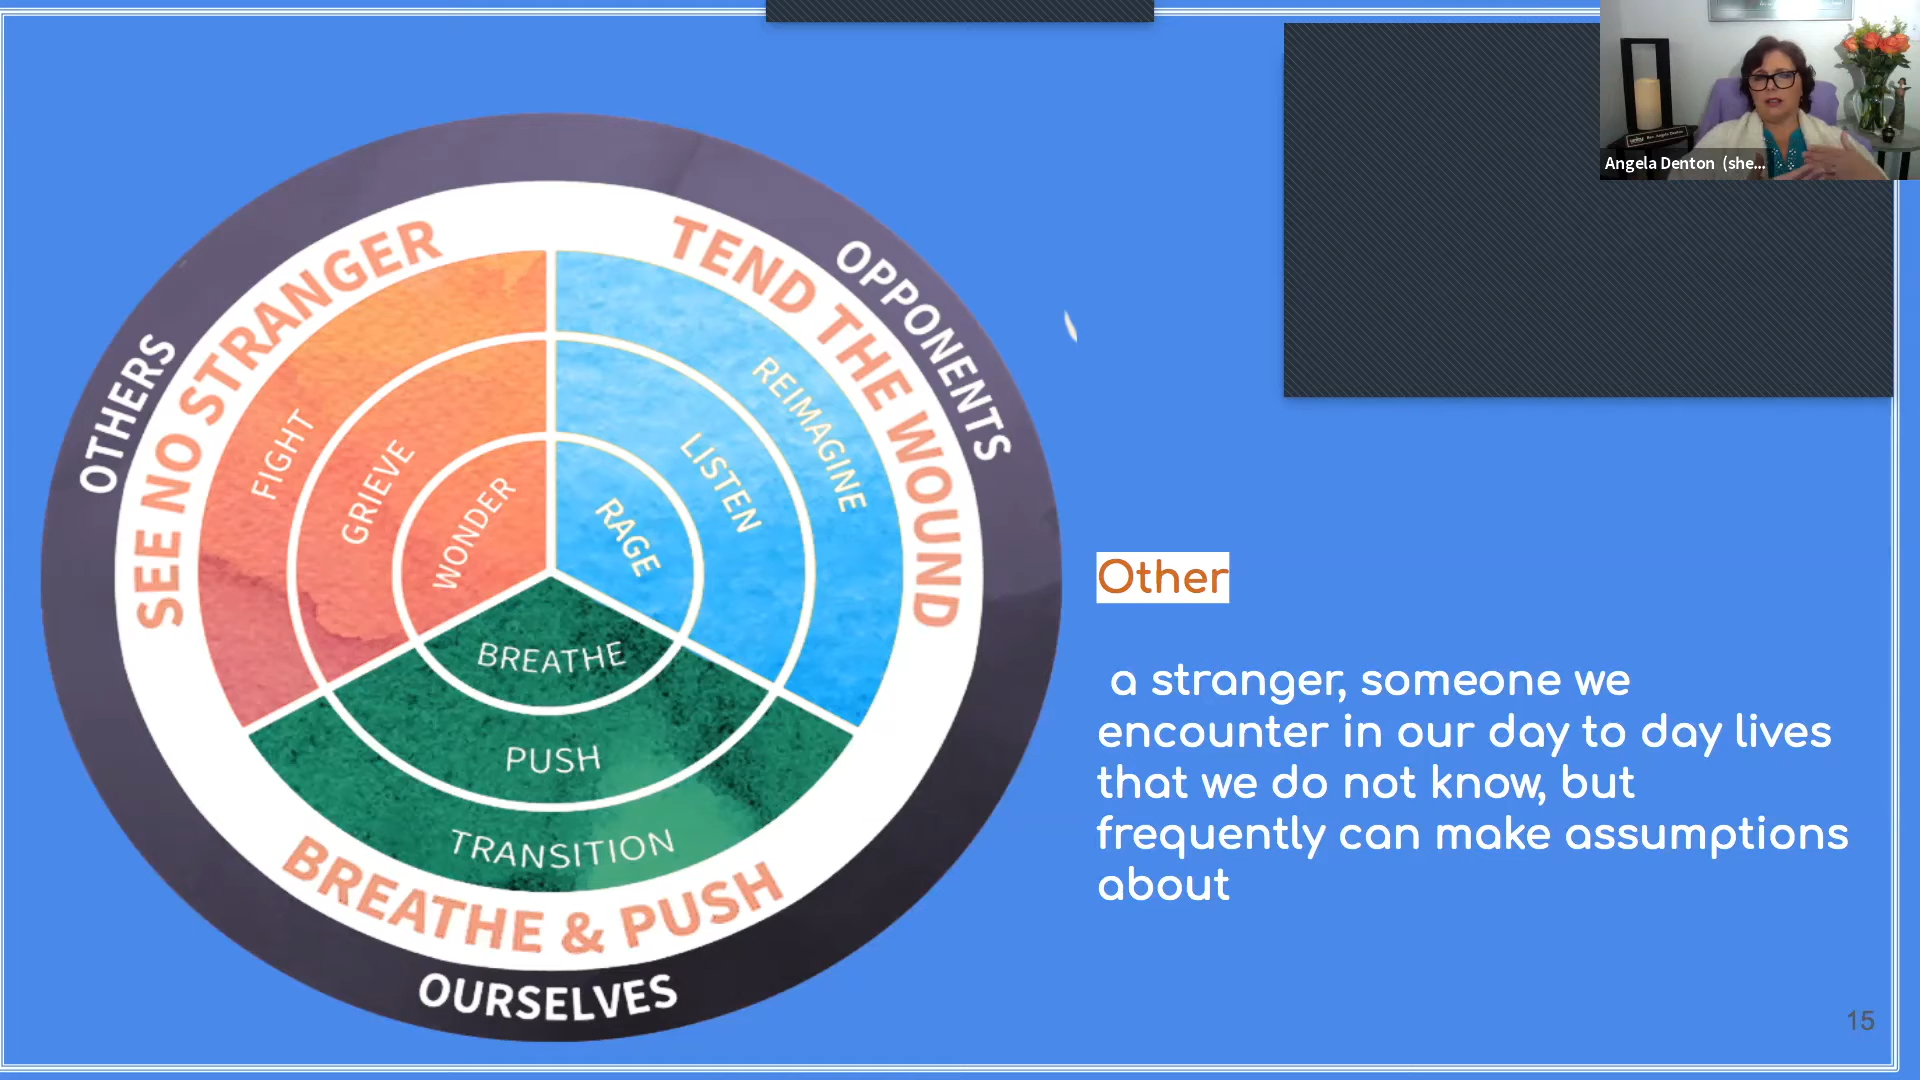 Angela Denton (she...
OTHERS
SEE NO STRANGER
FIGHT
GRIEVE
WONDER
OPPONENTS
TEND THE WOUND
REIMAGINE
LISTEN
RAGE
BREATHE
PUSH
TRANSITION
BREATHE & PUSH
OURSELVES
Other
a stranger, someone we
encounter in our day to day lives
that we do not know, but
frequently can make assumptions
about
15